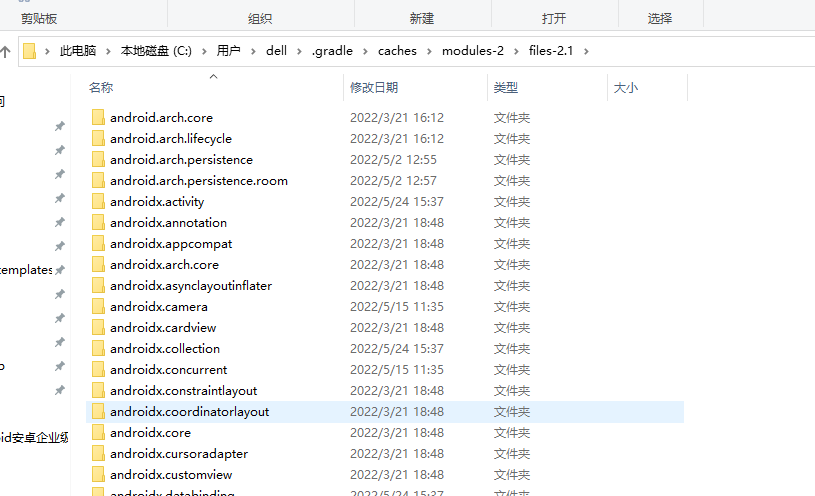 剪贴板 组织 新建 打开 选择
此电脑 > 本地磁盘 (C:) > 用户 > dell > .gradle > caches > modules-2 > files-2.1 >
名称 修改日期 类型 大小
android.arch.core 2022/3/21 16:12 文件夹
android.arch.lifecycle 2022/3/21 16:12 文件夹
android.arch.persistence 2022/5/2 12:55 文件夹
android.arch.persistence.room 2022/5/2 12:57 文件夹
androidx.activity 2022/5/24 15:37 文件夹
androidx.annotation 2022/3/21 18:48 文件夹
androidx.appcompat 2022/3/21 18:48 文件夹
androidx.arch.core 2022/3/21 18:48 文件夹
templates androidx.asynclayoutinflater 2022/3/21 18:48 文件夹
androidx.camera 2022/5/15 11:35 文件夹
androidx.cardview 2022/3/21 18:48 文件夹
androidx.collection 2022/5/24 15:37 文件夹
androidx.concurrent 2022/5/15 11:35 文件夹
androidx.constraintlayout 2022/3/21 18:48 文件夹
androidx.coordinatorlayout 2022/3/21 18:48 文件夹
id安卓企业级 androidx.core 2022/3/21 18:48 文件夹
androidx.cursoradapter 2022/3/21 18:48 文件夹
androidx.customview 2022/3/21 18:48 文件夹
androidx.databinding 2022/5/24 15:37 文件夹